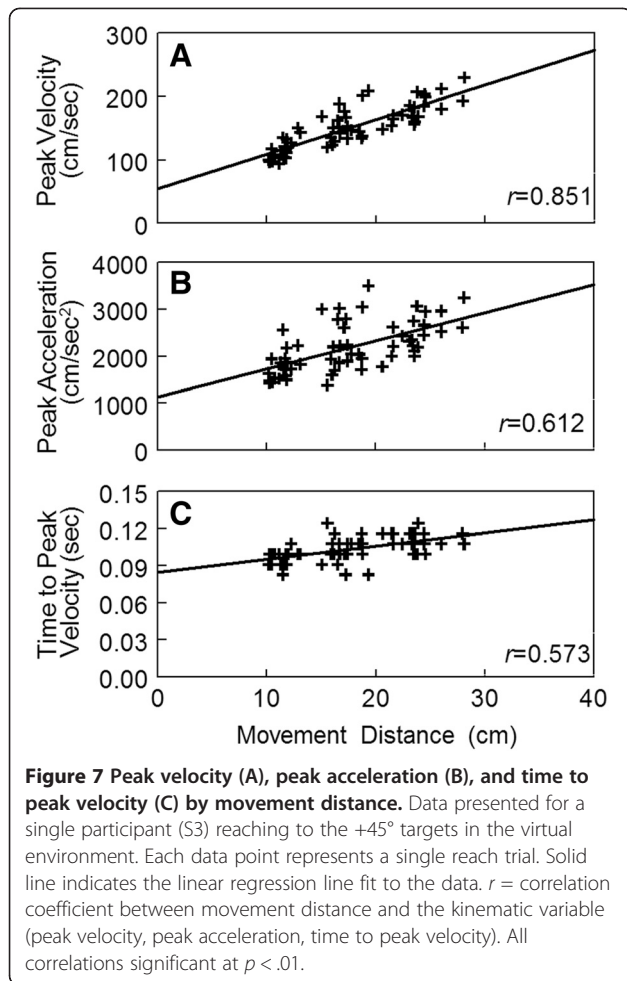 300
A
200
100
0
Peak Velocity
(cm/sec)
r=0.851
4000
B
3000
2000
1000
0
Peak Acceleration
(cm/sec²)
r=0.612
0.15
C
0.12
0.09
0.06
0.03
0.00
Time to Peak
Velocity (sec)
r=0.573
0 10 20 30 40
Movement Distance (cm)
Figure 7 Peak velocity (A), peak acceleration (B), and time to
peak velocity (C) by movement distance. Data presented for a
single participant (S3) reaching to the +45° targets in the virtual
environment. Each data point represents a single reach trial. Solid
line indicates the linear regression line fit to the data. r = correlation
coefficient between movement distance and the kinematic variable
(peak velocity, peak acceleration, time to peak velocity). All
correlations significant at p < .01.